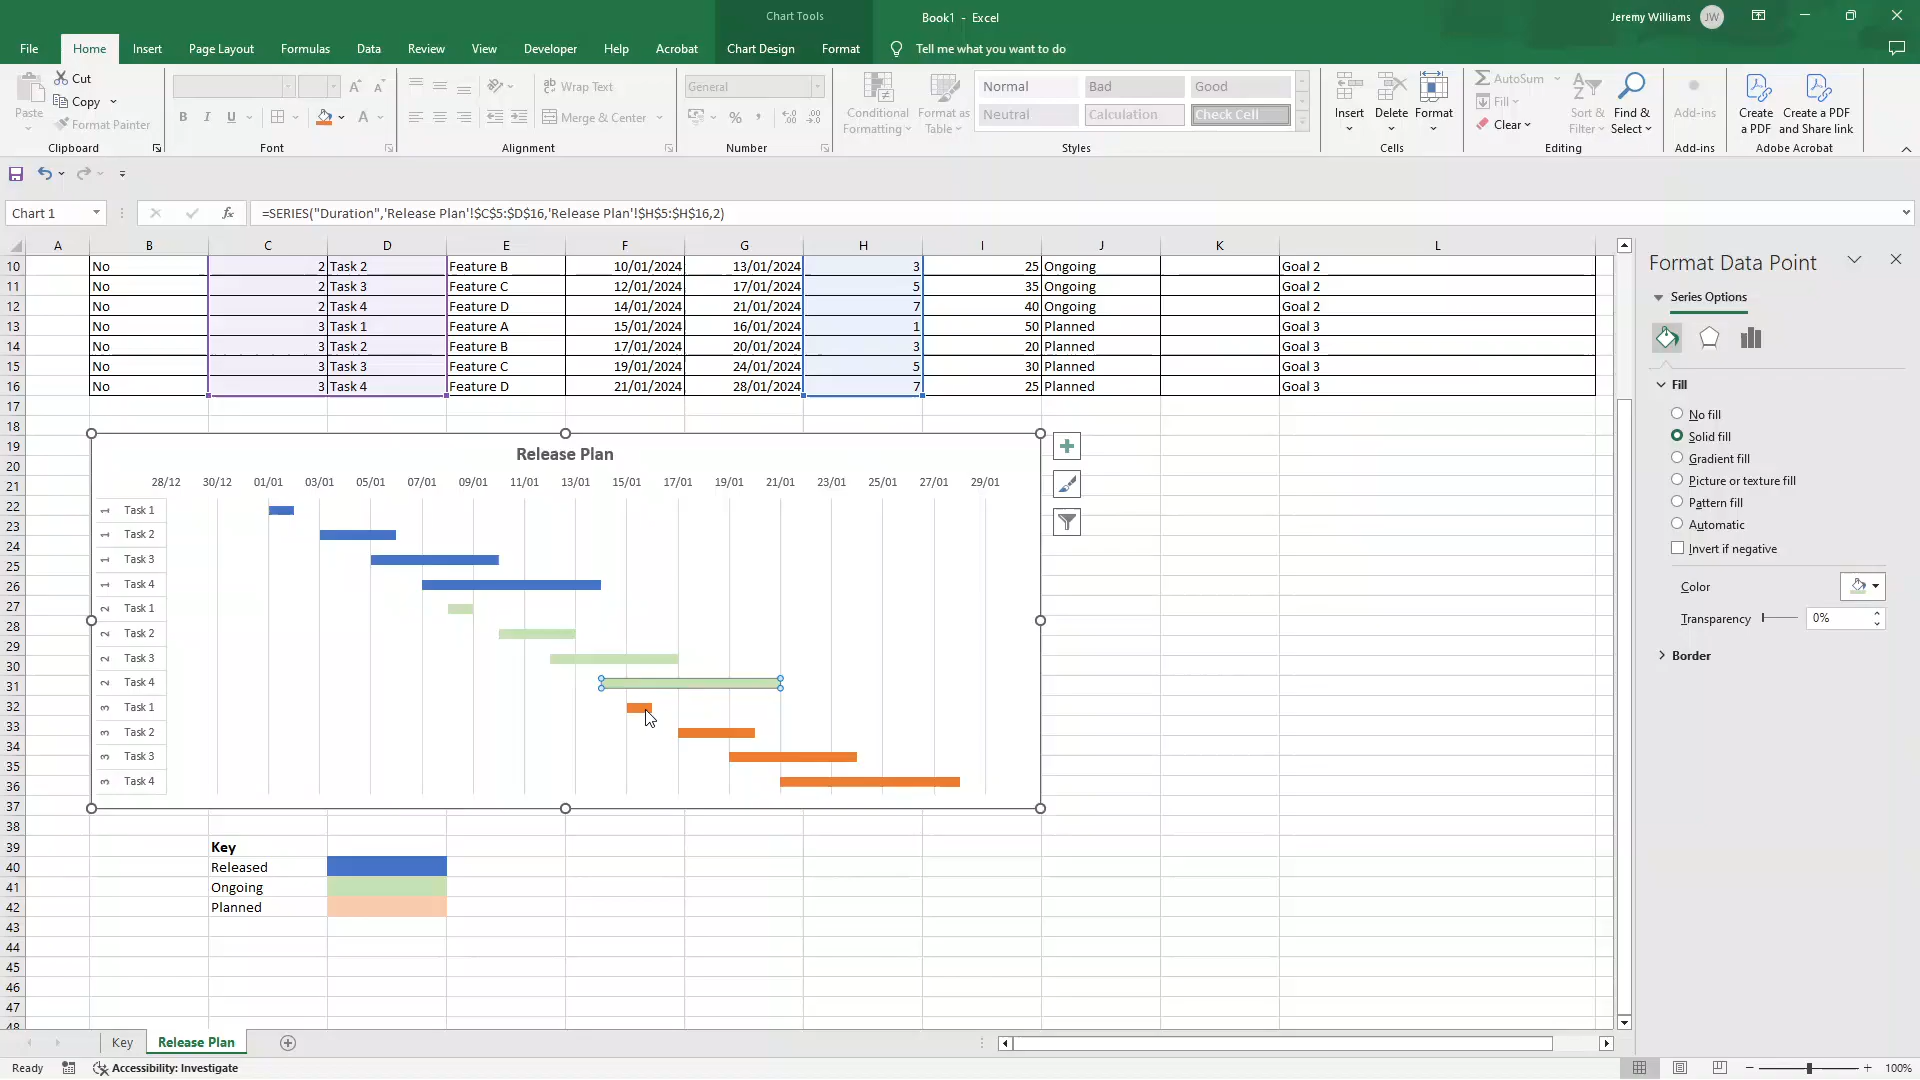 Chart Tools
Book1 - Excel
Jeremy Williams JW
File Home Insert Page Layout Formulas Data Review View Developer Help Acrobat Chart Design Format Tell me what you want to do
Cut
Copy
Format Painter
Paste
Clipboard
Font
Wrap Text
Merge & Center
Alignment
General
Number
Conditional Formatting
Format as Table
Normal Bad Good
Neutral Calculation Check Cell
Styles
Insert Delete Format
Cells
AutoSum
Fill
Clear
Sort & Filter
Find & Select
Editing
Add-ins
Add-ins
Create a PDF
Create a PDF and Share link
Adobe Acrobat
Chart 1
=SERIES("Duration",'Release Plan'!$C$5:$D$16,'Release Plan'!$H$5:$H$16,2)
A B C D E F G H I J K L
10 No 2 Task 2 Feature B 10/01/2024 13/01/2024 3 25 Ongoing Goal 2
11 No 2 Task 3 Feature C 12/01/2024 17/01/2024 5 35 Ongoing Goal 2
12 No 2 Task 4 Feature D 14/01/2024 21/01/2024 7 40 Ongoing Goal 2
13 No 3 Task 1 Feature A 15/01/2024 16/01/2024 1 50 Planned Goal 3
14 No 3 Task 2 Feature B 17/01/2024 20/01/2024 3 20 Planned Goal 3
15 No 3 Task 3 Feature C 19/01/2024 24/01/2024 5 30 Planned Goal 3
16 No 3 Task 4 Feature D 21/01/2024 28/01/2024 7 25 Planned Goal 3
17
18
19
20
21
22
23
24
25
26
27
28
29
30
31
32
33
34
35
36
37
38
39
40
41
42
43
44
45
46
47
48
Release Plan
28/12 30/12 01/01 03/01 05/01 07/01 09/01 11/01 13/01 15/01 17/01 19/01 21/01 23/01 25/01 27/01 29/01
1 Task 1
1 Task 2
1 Task 3
1 Task 4
2 Task 1
2 Task 2
2 Task 3
2 Task 4
3 Task 1
3 Task 2
3 Task 3
3 Task 4
Key
Released
Ongoing
Planned
Format Data Point
Series Options
Fill
No fill
Solid fill
Gradient fill
Picture or texture fill
Pattern fill
Automatic
Invert if negative
Color
Transparency 0%
Border
Key Release Plan
Ready Accessibility: Investigate 100%